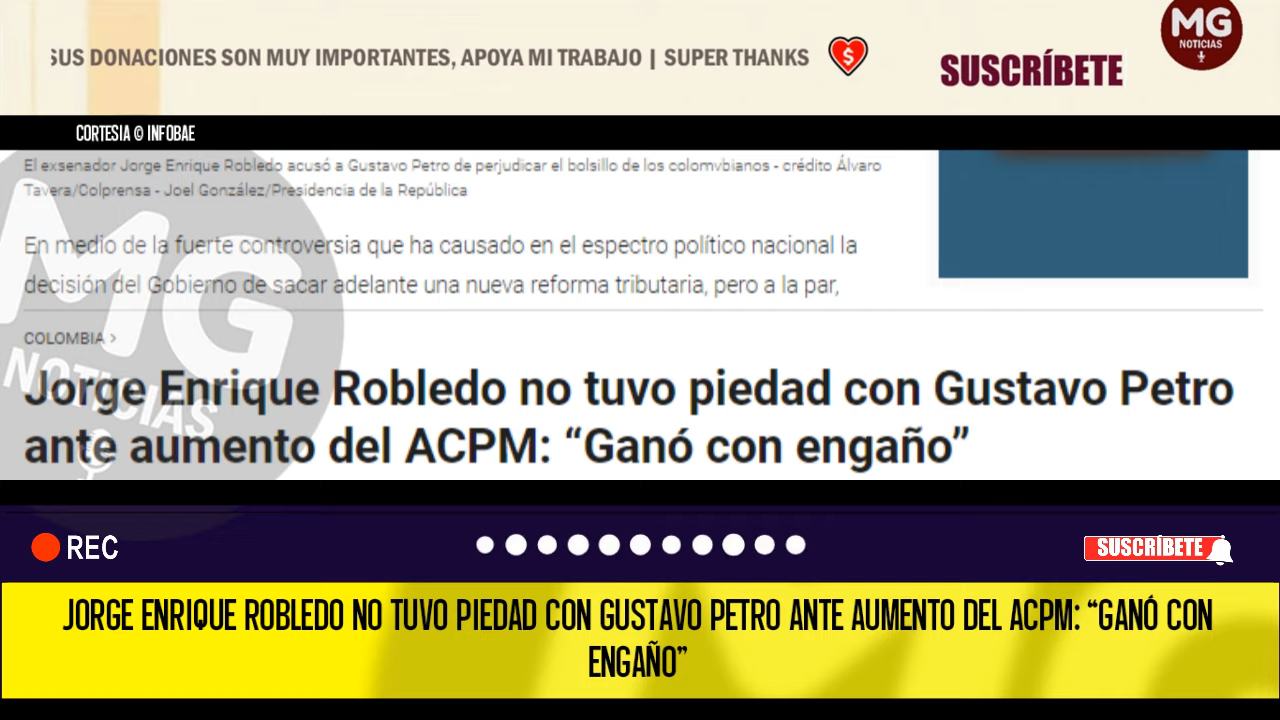 SUS DONACIONES SON MUY IMPORTANTES, APOYA MI TRABAJO | SUPER THANKS
SUSCRÍBETE
MG
NOTICIAS
CORTESIA © INFOBAE
El exsenador Jorge Enrique Robledo acusó a Gustavo Petro de perjudicar el bolsillo de los colomvbianos - crédito Álvaro
Tavera/Colprensa - Joel González/Presidencia de la República
En medio de la fuerte controversia que ha causado en el espectro político nacional la
decisión del Gobierno de sacar adelante una nueva reforma tributaria, pero a la par,
COLOMBIA >
Jorge Enrique Robledo no tuvo piedad con Gustavo Petro
ante aumento del ACPM: “Ganó con engaño”
MG
NOTICIAS
REC
SUSCRÍBETE
JORGE ENRIQUE ROBLEDO NO TUVO PIEDAD CON GUSTAVO PETRO ANTE AUMENTO DEL ACPM: “GANÓ CON
ENGAÑO”